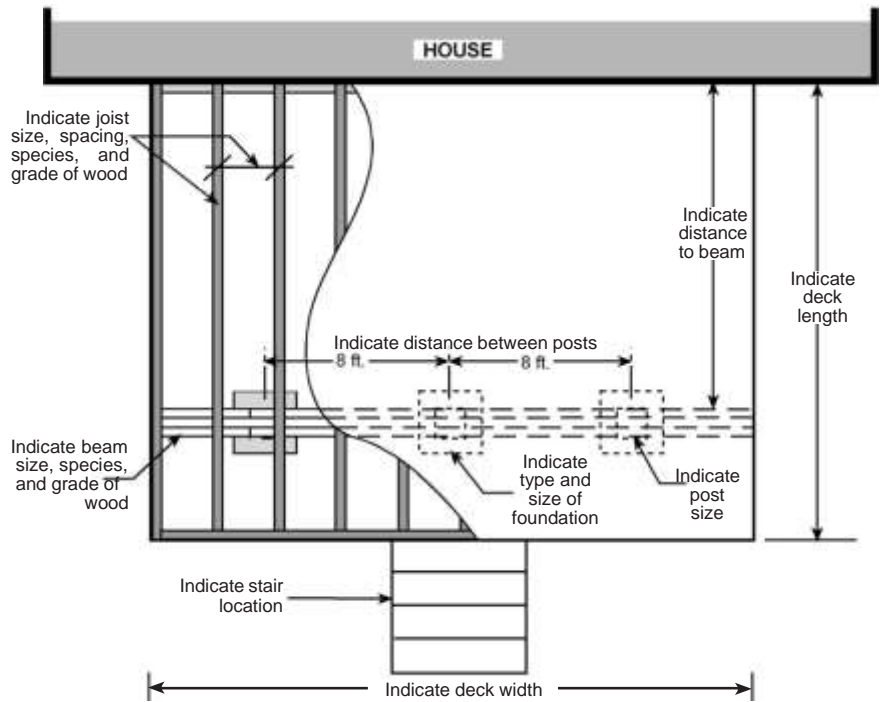 HOUSE
Indicate joist
size, spacing,
species, and
grade of wood
Indicate
distance
to beam
Indicate
deck
length
Indicate distance between posts
8 ft.
8 ft.
Indicate beam
size, species,
and grade of
wood
Indicate
type and
size of
foundation
Indicate
post
size
Indicate stair
location
Indicate deck width